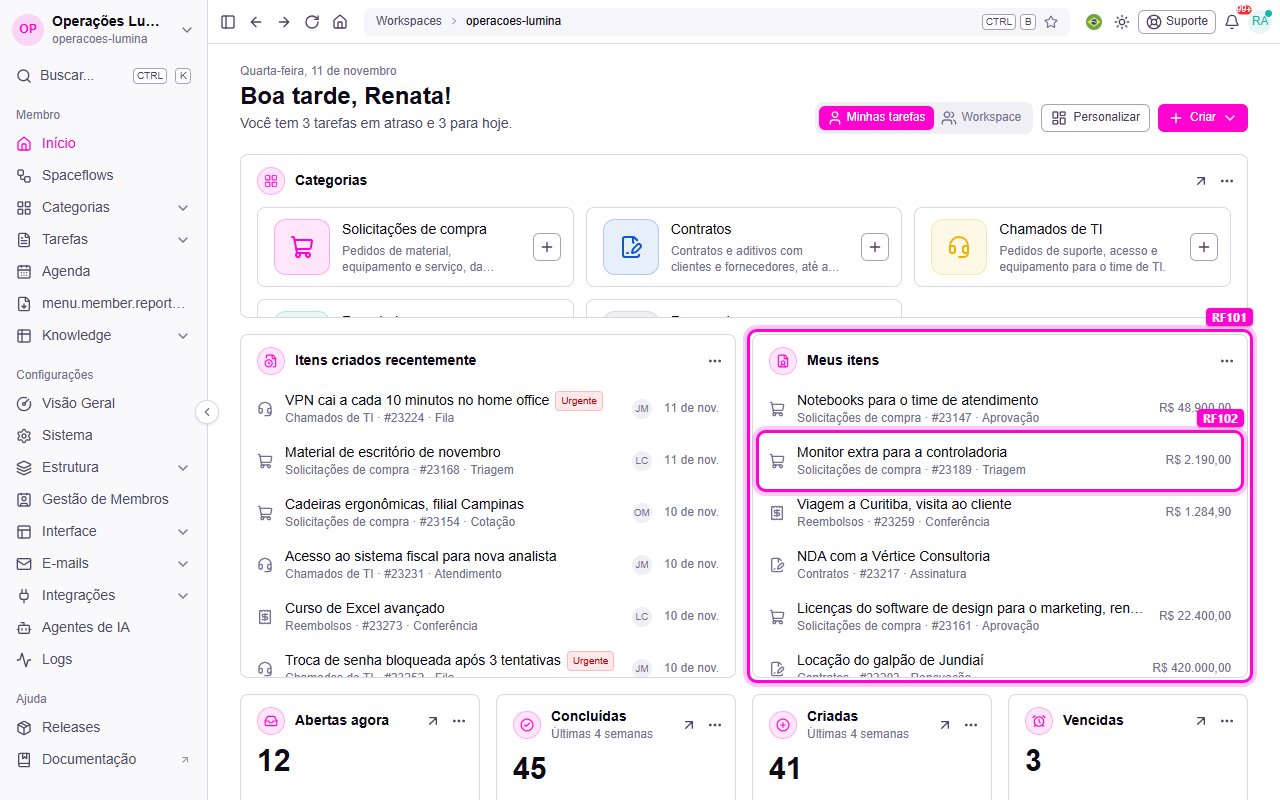 OP
Operações Lu...
operacoes-lumina
Buscar...
CTRL K
Membro
Início
Spaceflows
Categorias
Tarefas
Agenda
menu.member.report...
Knowledge
Configurações
Visão Geral
Sistema
Estrutura
Gestão de Membros
Interface
E-mails
Integrações
Agentes de IA
Logs
Ajuda
Releases
Documentação
Workspaces > operacoes-lumina
CTRL B
Suporte
99+
RA
Quarta-feira, 11 de novembro
Boa tarde, Renata!
Você tem 3 tarefas em atraso e 3 para hoje.
Minhas tarefas
Workspace
Personalizar
+ Criar
Categorias
Solicitações de compra
Pedidos de material,
equipamento e serviço, da...
Contratos
Contratos e aditivos com
clientes e fornecedores, até a...
Chamados de TI
Pedidos de suporte, acesso e
equipamento para o time de TI.
Itens criados recentemente
VPN cai a cada 10 minutos no home office Urgente
Chamados de TI · #23224 · Fila
JM 11 de nov.
Material de escritório de novembro
Solicitações de compra · #23168 · Triagem
LC 11 de nov.
Cadeiras ergonômicas, filial Campinas
Solicitações de compra · #23154 · Cotação
OM 10 de nov.
Acesso ao sistema fiscal para nova analista
Chamados de TI · #23231 · Atendimento
JM 10 de nov.
Curso de Excel avançado
Reembolsos · #23273 · Conferência
LC 10 de nov.
Troca de senha bloqueada após 3 tentativas Urgente
JM 10 de nov.
RF101
Meus itens
Notebooks para o time de atendimento
Solicitações de compra · #23147 · Aprovação
R$ 48.900,00
RF102
Monitor extra para a controladoria
Solicitações de compra · #23189 · Triagem
R$ 2.190,00
Viagem a Curitiba, visita ao cliente
Reembolsos · #23259 · Conferência
R$ 1.284,90
NDA com a Vértice Consultoria
Contratos · #23217 · Assinatura
Licenças do software de design para o marketing, ren...
Solicitações de compra · #23161 · Aprovação
R$ 22.400,00
Locação do galpão de Jundiaí
R$ 420.000,00
Abertas agora
12
Concluídas
Últimas 4 semanas
45
Criadas
Últimas 4 semanas
41
Vencidas
3